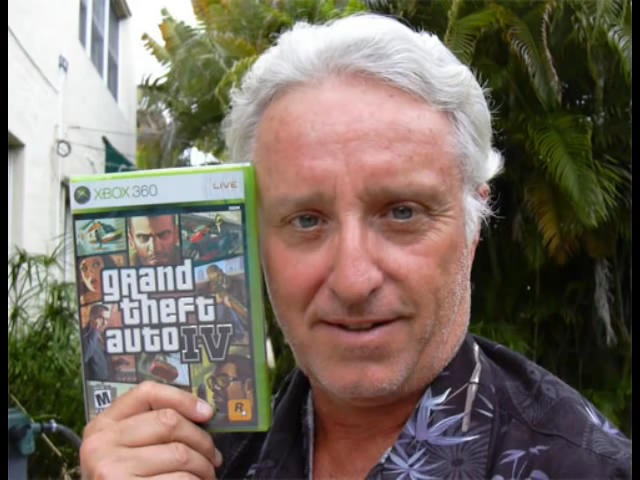 XBOX 360
LIVE
grand
theft
auto IV
M
R